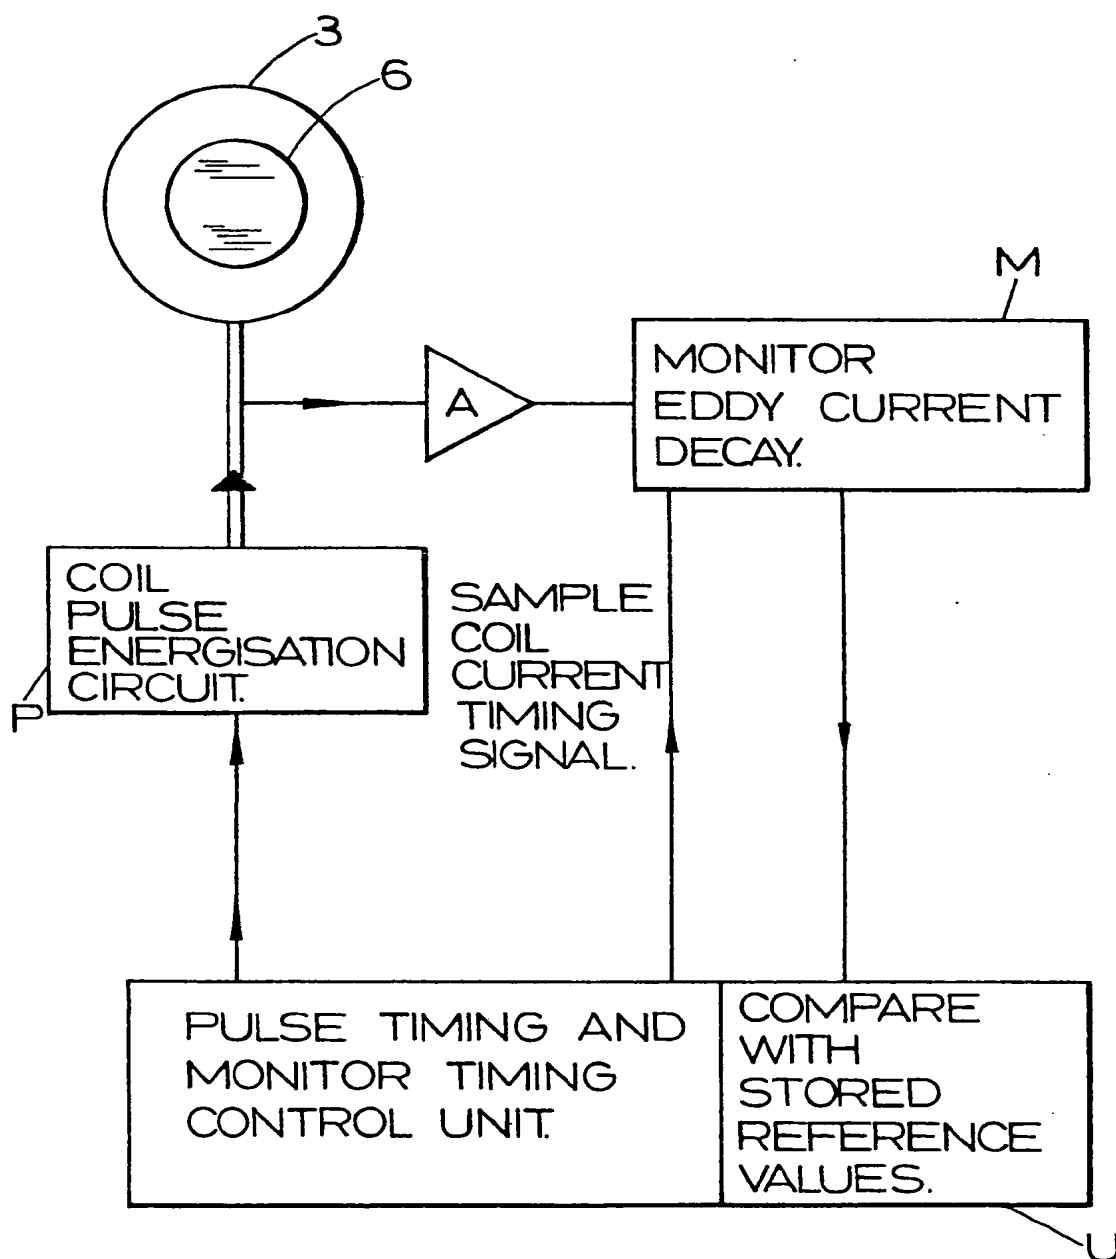 3
6
M
A
MONITOR
EDDY CURRENT
DECAY.
COIL
PULSE
ENERGISATION
CIRCUIT.
P
SAMPLE
COIL
CURRENT
TIMING
SIGNAL.
PULSE TIMING AND
MONITOR TIMING
CONTROL UNIT.
COMPARE
WITH
STORED
REFERENCE
VALUES.
U